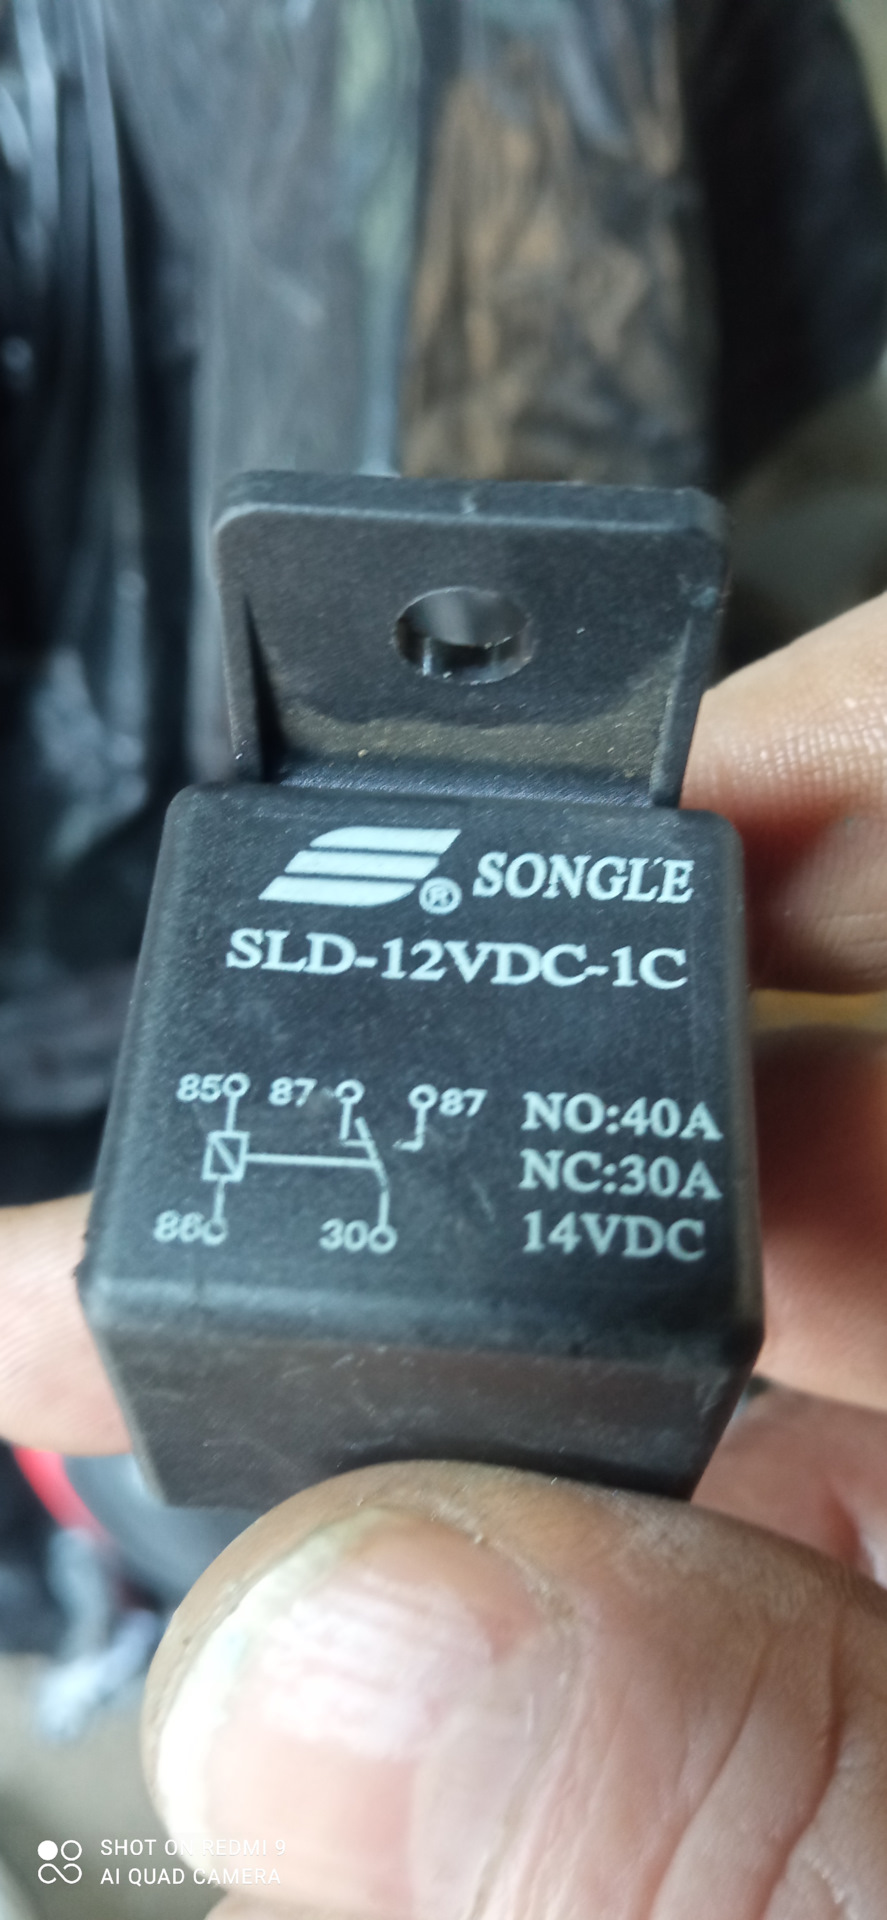 ® SONGLE
SLD-12VDC-1C
85 87 87 NO:40A
NC:30A
86 30 14VDC
SHOT ON REDMI 9
AI QUAD CAMERA